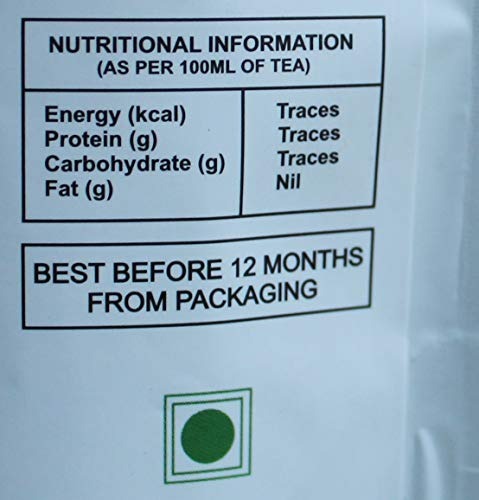 NUTRITIONAL INFORMATION
(AS PER 100ML OF TEA)
Energy (kcal) Traces
Protein (g) Traces
Carbohydrate (g) Traces
Fat (g) Nil
BEST BEFORE 12 MONTHS
FROM PACKAGING